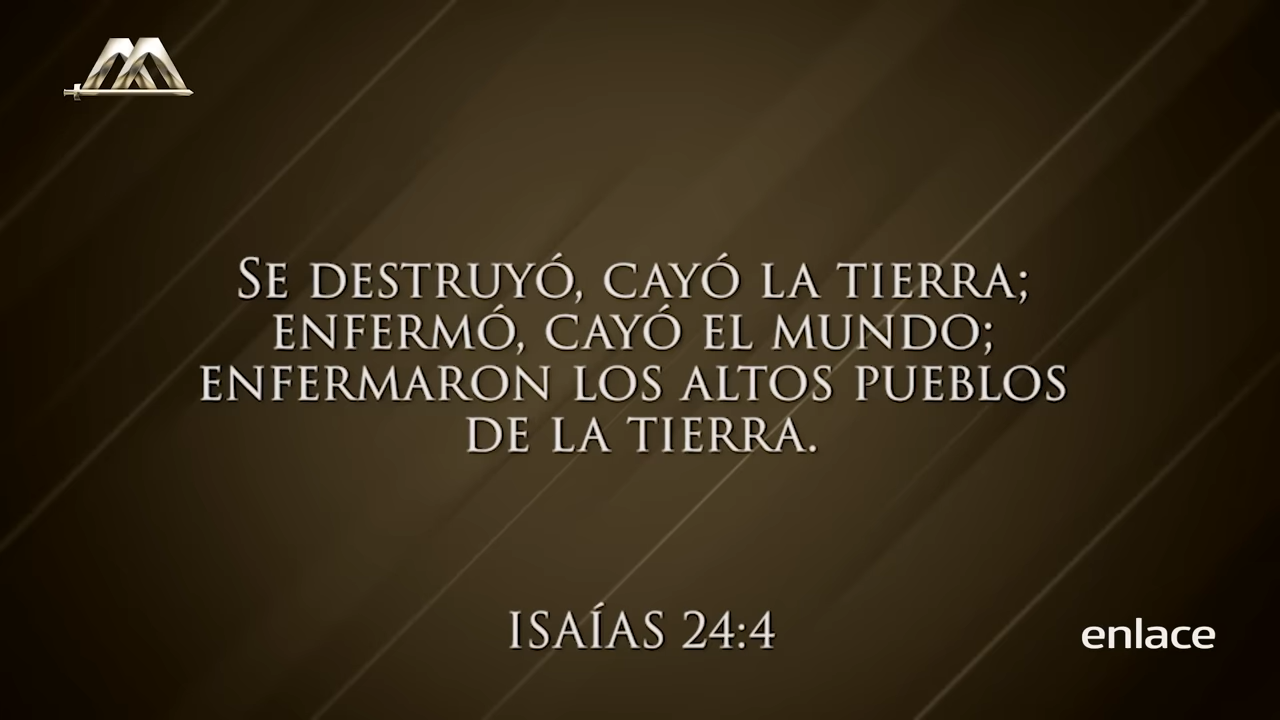 Se destruyó, cayó la tierra;
enfermó, cayó el mundo;
enfermaron los altos pueblos
de la tierra.
Isaías 24:4
enlace